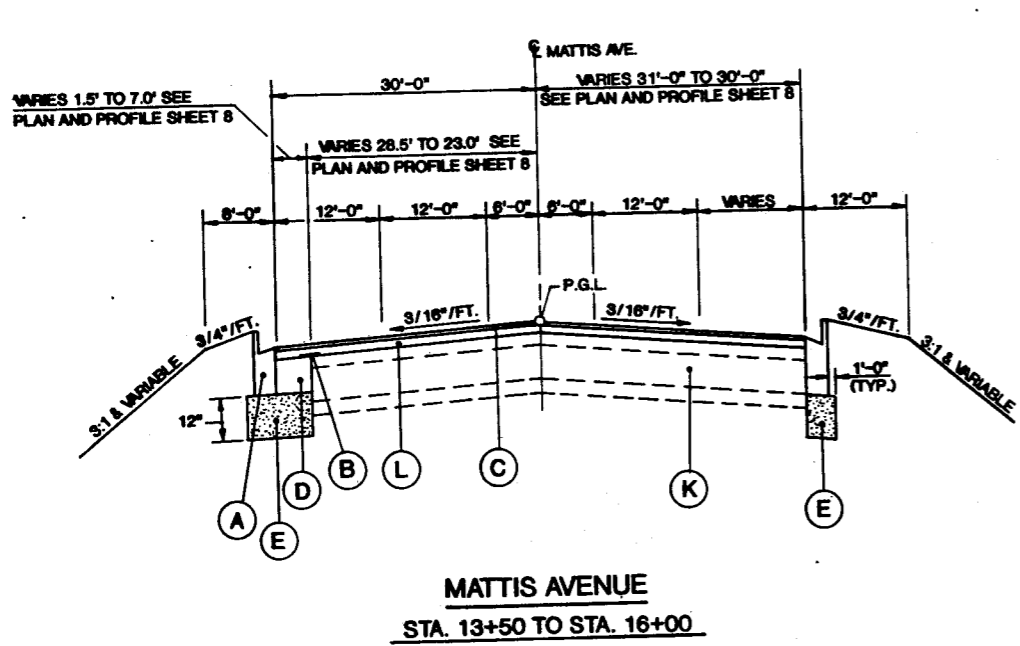 ℄ MATTIS AVE.
30'-0"
VARIES 31'-0" TO 30'-0"
SEE PLAN AND PROFILE SHEET 8
VARIES 1.5' TO 7.0' SEE
PLAN AND PROFILE SHEET 8
VARIES 28.5' TO 23.0' SEE
PLAN AND PROFILE SHEET 8
8'-0"
12'-0"
12'-0"
6'-0"
6'-0"
12'-0"
VARIES
12'-0"
P.G.L.
3/4"/FT.
3/16"/FT.
3/16"/FT.
3/4"/FT.
3:1 & VARIABLE
3:1 & VARIABLE
1'-0"
(TYP.)
12"
A
E
D
B
L
C
K
E
MATTIS AVENUE
STA. 13+50 TO STA. 16+00